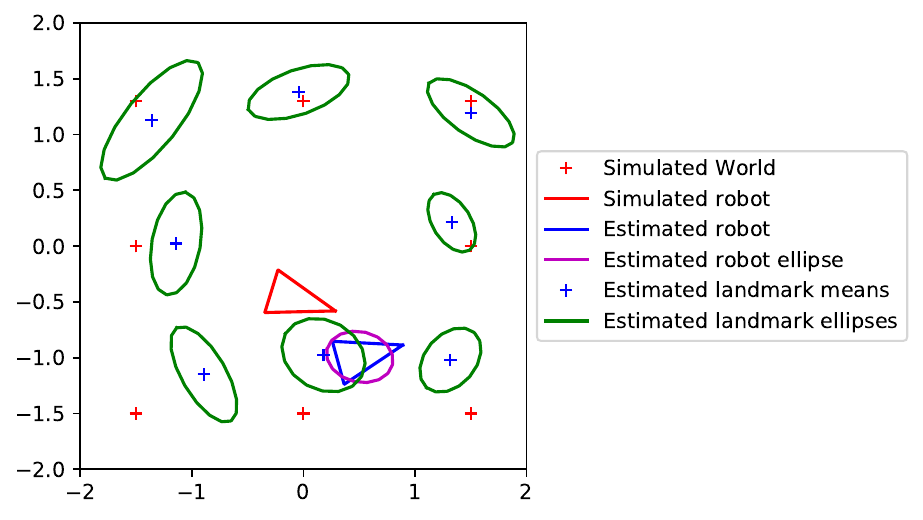 2.0
1.5
1.0
0.5
0.0
−0.5
−1.0
−1.5
−2.0
−2
−1
0
1
2
Simulated World
Simulated robot
Estimated robot
Estimated robot ellipse
Estimated landmark means
Estimated landmark ellipses